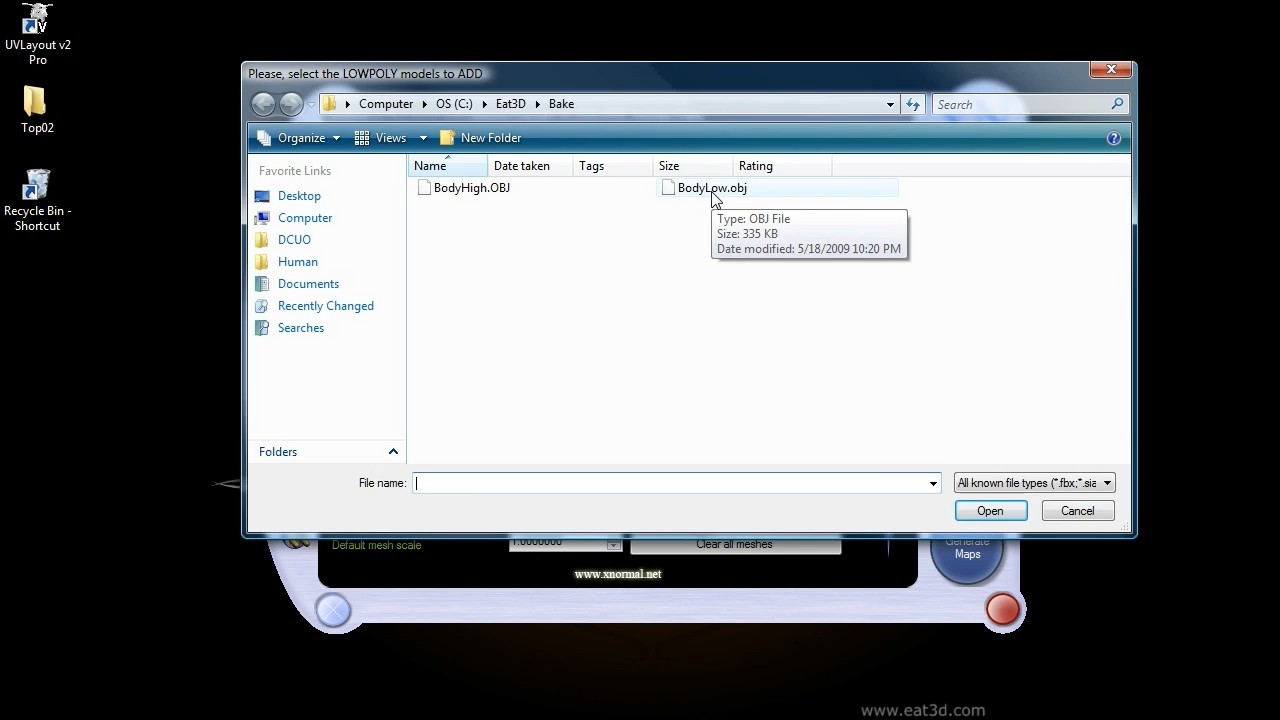 UVLayout v2
Pro
Top02
Recycle Bin -
Shortcut
Please, select the LOWPOLY models to ADD
Computer
OS (C:)
Eat3D
Bake
Search
Organize
Views
New Folder
Favorite Links
Desktop
Computer
DCUO
Human
Documents
Recently Changed
Searches
Folders
Name
Date taken
Tags
Size
Rating
BodyHigh.OBJ
BodyLow.obj
Type: OBJ File
Size: 335 KB
Date modified: 5/18/2009 10:20 PM
File name:
All known file types (*.fbx;*.sia
Open
Cancel
Default mesh scale
1.0000000
Clear all meshes
Generate
Maps
www.xnormal.net
www.eat3d.com